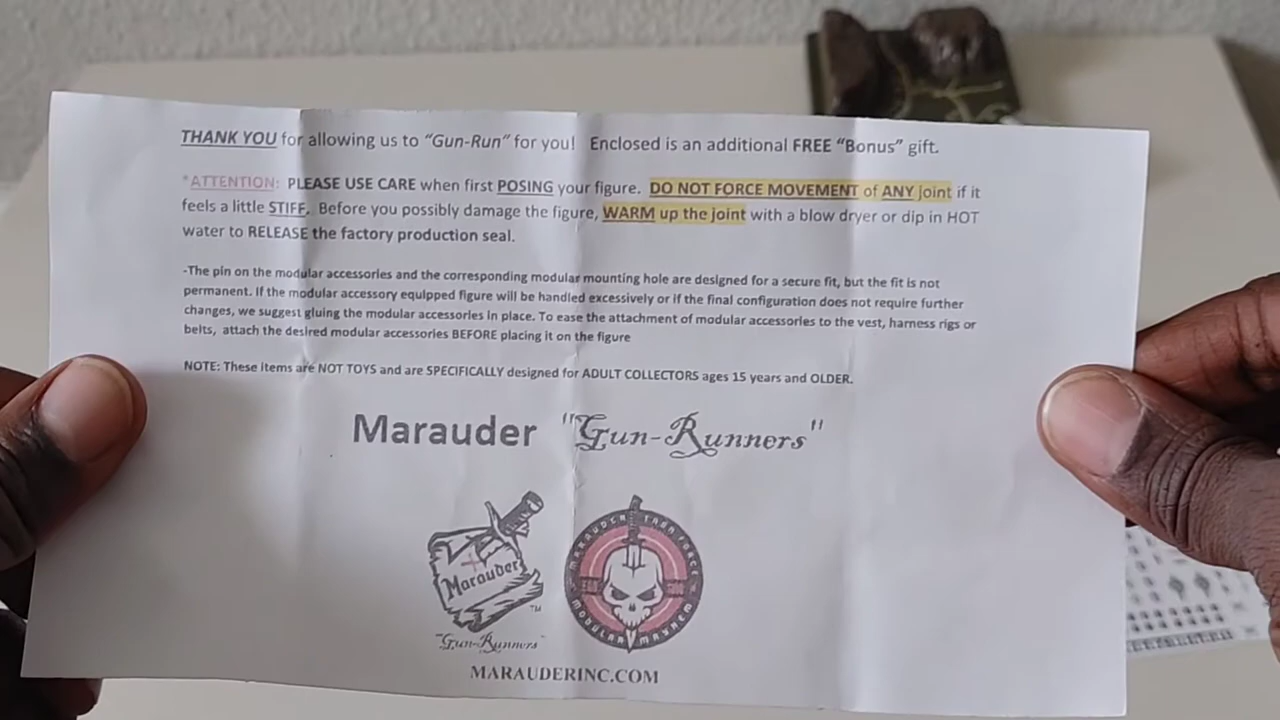 THANK YOU for allowing us to “Gun-Run” for you! Enclosed is an additional FREE “Bonus” gift.
*ATTENTION: PLEASE USE CARE when first POSING your figure. DO NOT FORCE MOVEMENT of ANY joint if it
feels a little STIFF. Before you possibly damage the figure, WARM up the joint with a blow dryer or dip in HOT
water to RELEASE the factory production seal.
-The pin on the modular accessories and the corresponding modular mounting hole are designed for a secure fit, but the fit is not
permanent. If the modular accessory equipped figure will be handled excessively or if the final configuration does not require further
changes, we suggest gluing the modular accessories in place. To ease the attachment of modular accessories to the vest, harness rigs or
belts, attach the desired modular accessories BEFORE placing it on the figure
NOTE: These items are NOT TOYS and are SPECIFICALLY designed for ADULT COLLECTORS ages 15 years and OLDER.
Marauder "Gun-Runners"
Marauder
TM
"Gun-Runners"
MARAUDER TASK FORCE
MODULAR MAYHEM
MARAUDERINC.COM